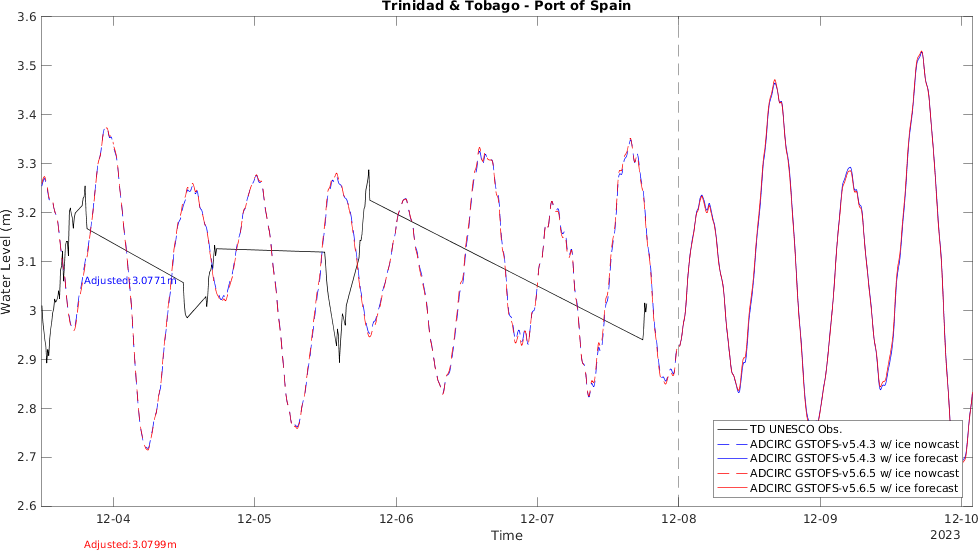 Trinidad & Tobago - Port of Spain
3.6
3.5
3.4
3.3
3.2
3.1
3
2.9
2.8
2.7
2.6
Water Level (m)
Adjusted:3.0771m
TD UNESCO Obs.
ADCIRC GSTOFS-v5.4.3 w/ ice nowcast
ADCIRC GSTOFS-v5.4.3 w/ ice forecast
ADCIRC GSTOFS-v5.6.5 w/ ice nowcast
ADCIRC GSTOFS-v5.6.5 w/ ice forecast
12-04 12-05 12-06 12-07 12-08 12-09 12-10
Time
2023
Adjusted:3.0799m